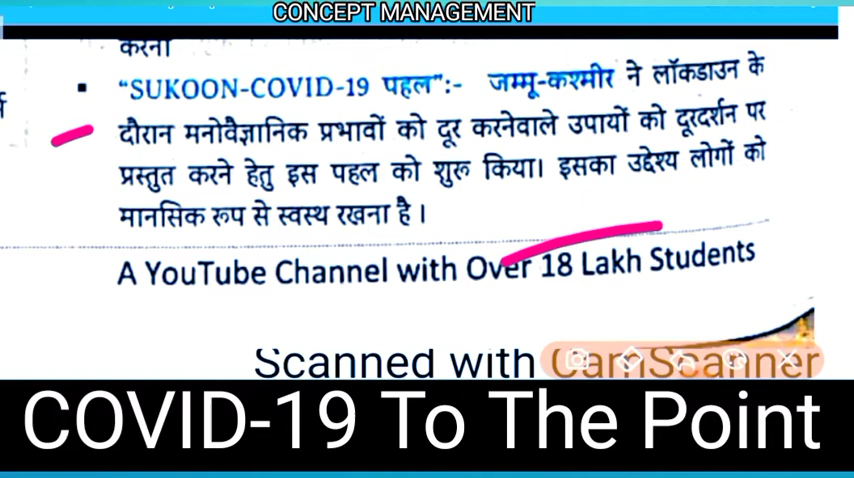 CONCEPT MANAGEMENT
करना
▪ “SUKOON-COVID-19 पहल”:- जम्मू-कश्मीर ने लॉकडाउन के
दौरान मनोवैज्ञानिक प्रभावों को दूर करनेवाले उपायों को दूरदर्शन पर
प्रस्तुत करने हेतु इस पहल को शुरू किया। इसका उद्देश्य लोगों को
मानसिक रूप से स्वस्थ रखना है।
A YouTube Channel with Over 18 Lakh Students
Scanned with CamScanner
COVID-19 To The Point